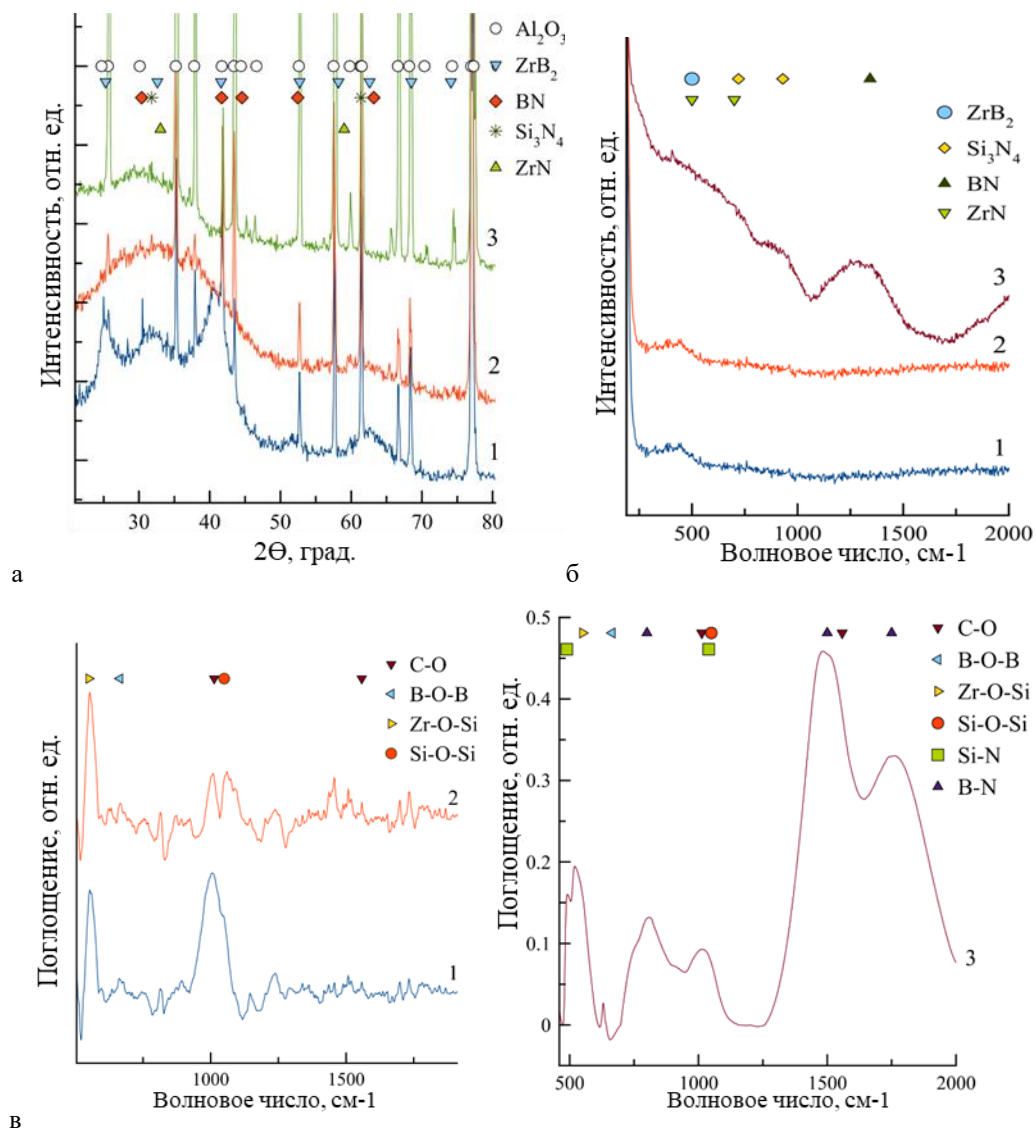 Интенсивность, отн. ед.
Al2O3
ZrB2
BN
Si3N4
ZrN
3
2
1
30 40 50 60 70 80
2Θ, град.
а
Интенсивность, отн. ед.
ZrB2
Si3N4
BN
ZrN
3
2
1
500 1000 1500 2000
Волновое число, см-1
б
Поглощение, отн. ед.
C-O
B-O-B
Zr-O-Si
Si-O-Si
2
1
1000 1500
Волновое число, см-1
в
Поглощение, отн. ед.
0.5
0.4
0.3
0.2
0.1
0
C-O
B-O-B
Zr-O-Si
Si-O-Si
Si-N
B-N
3
500 1000 1500 2000
Волновое число, см-1